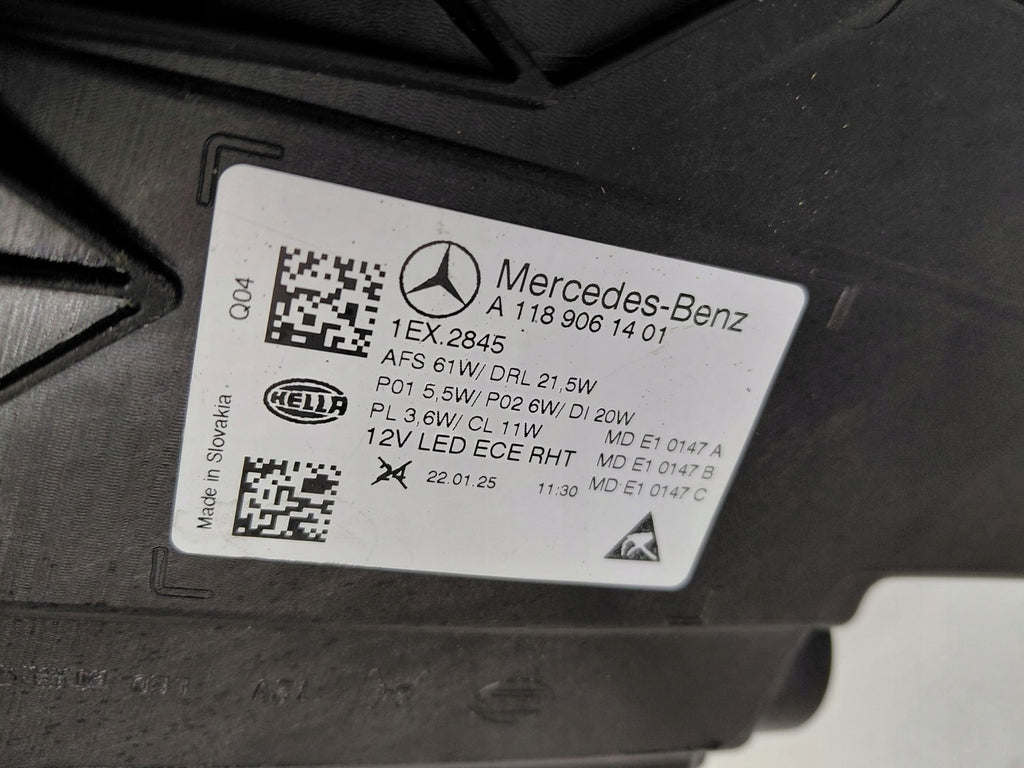 Q04
Mercedes-Benz
A 118 906 14 01
1EX.2845
AFS 61W/ DRL 21,5W
P01 5,5W/ P02 6W/ DI 20W
PL 3,6W/ CL 11W
12V LED ECE RHT
MD E1 0147 A
MD E1 0147 B
MD E1 0147 C
HELLA
Made in Slovakia
24
22.01.25
11:30